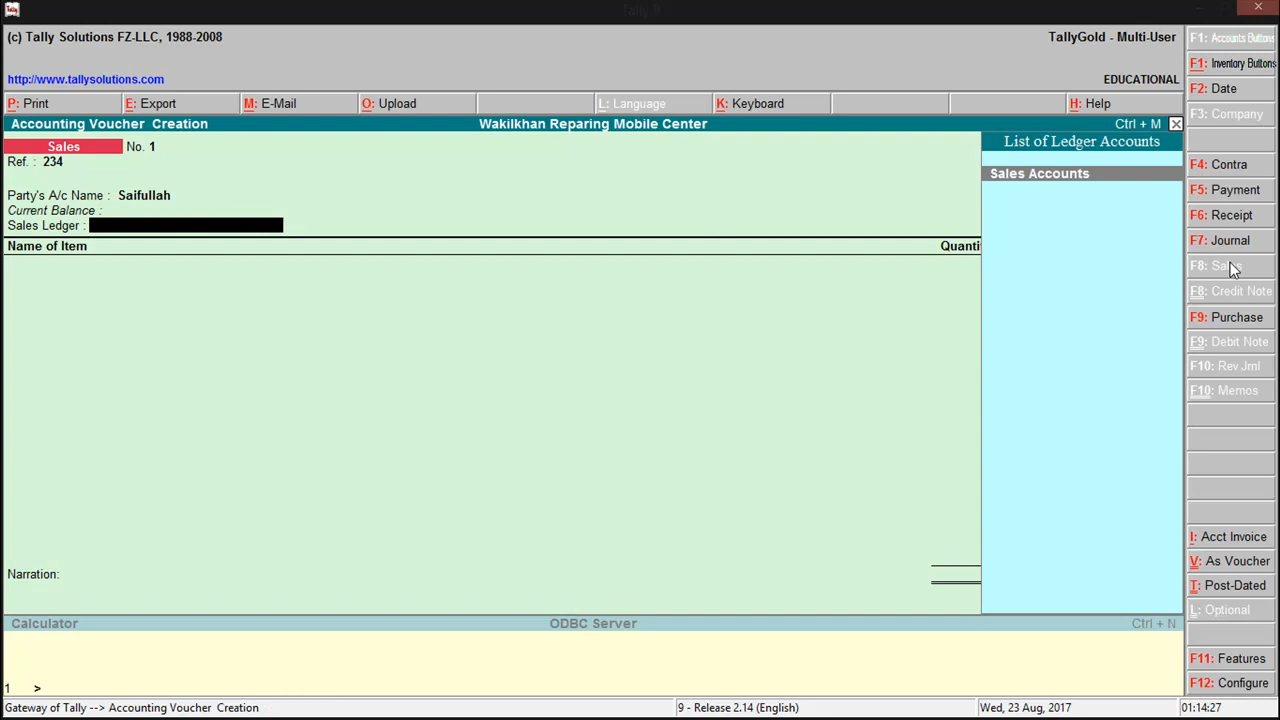 Tally 9
(c) Tally Solutions FZ-LLC, 1988-2008
TallyGold - Multi-User
http://www.tallysolutions.com
EDUCATIONAL
P: Print
E: Export
M: E-Mail
O: Upload
L: Language
K: Keyboard
H: Help
Accounting Voucher Creation
Wakilkhan Reparing Mobile Center
Ctrl + M
Sales No. 1
Ref. : 234
Party's A/c Name : Saifullah
Current Balance :
Sales Ledger :
Name of Item
Quanti
List of Ledger Accounts
Sales Accounts
Narration:
F1: Accounts Buttons
F1: Inventory Buttons
F2: Date
F3: Company
F4: Contra
F5: Payment
F6: Receipt
F7: Journal
F8: Sales
F8: Credit Note
F9: Purchase
F9: Debit Note
F10: Rev Jrnl
F10: Memos
I: Acct Invoice
V: As Voucher
T: Post-Dated
L: Optional
F11: Features
F12: Configure
Calculator
ODBC Server
Ctrl + N
1 >
Gateway of Tally --> Accounting Voucher Creation
9 - Release 2.14 (English)
Wed, 23 Aug, 2017
01:14:27